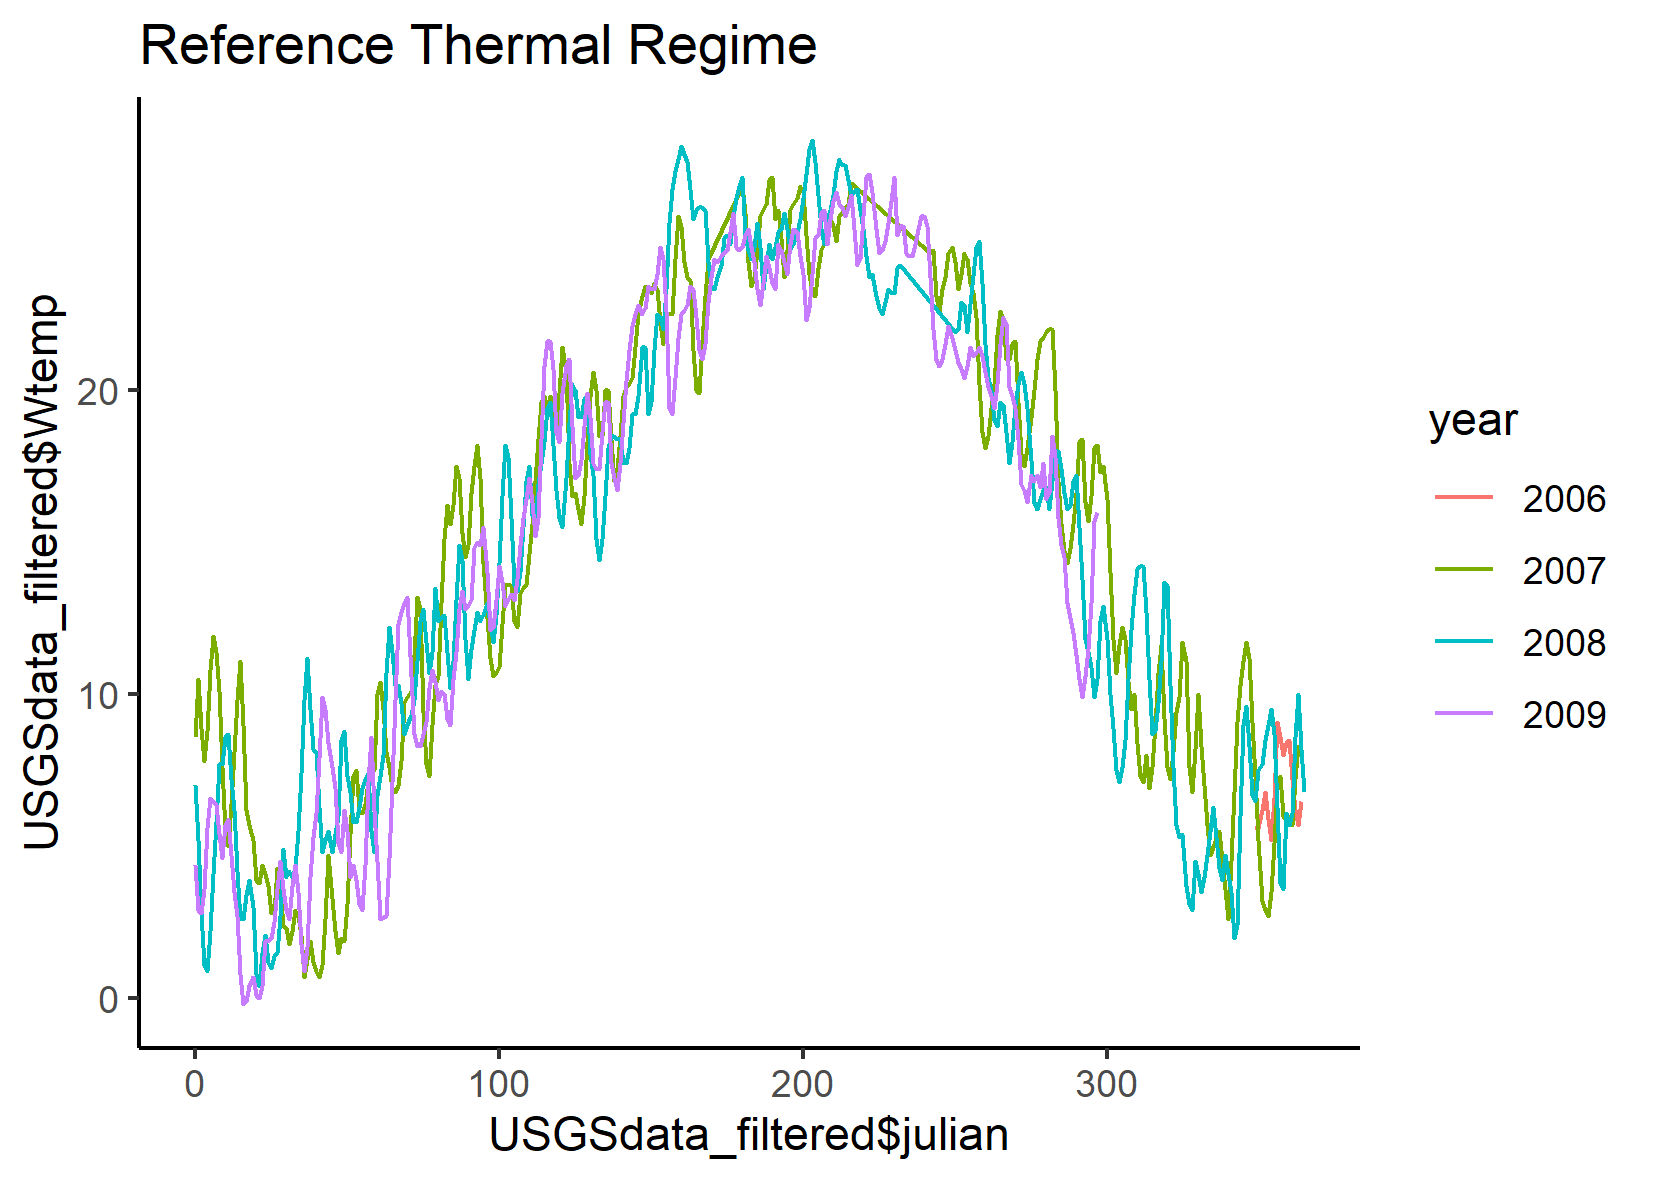 Reference Thermal Regime
USGSdata_filtered$Wtemp
20
10
0
0 100 200 300
USGSdata_filtered$julian
year
2006
2007
2008
2009